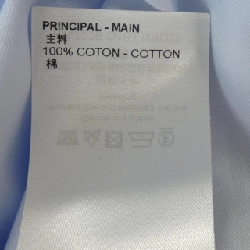 PRINCIPAL - MAIN
主料
100% COTON - COTTON
棉